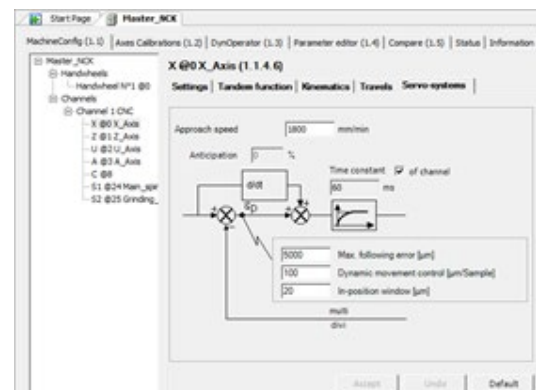 Start Page
Master_NCK
MachineConfig (1.1) | Axes Calibrations (1.2) | DynOperator (1.3) | Parameter editor (1.4) | Compare (1.5) | Status | Information
Master_NCK
Handwheels
Handwheel N°1 @0
Channels
Channel 1 CNC
X @0 X_Axis
Z @1 Z_Axis
U @2 U_Axis
A @3 A_Axis
C @8
S1 @24 Main_spin
S2 @25 Grinding_
X @0 X_Axis (1.1.4.6)
Settings | Tandem function | Kinematics | Travels | Servo-systems
Approach speed 1800 mm/min
Anticipation 0 %
Time constant of channel
60 ms
d/dt
εD
5000 Max. following error [µm]
100 Dynamic movement control [µm/Sample]
20 In-position window [µm]
multi
divi
Accept Undo Default